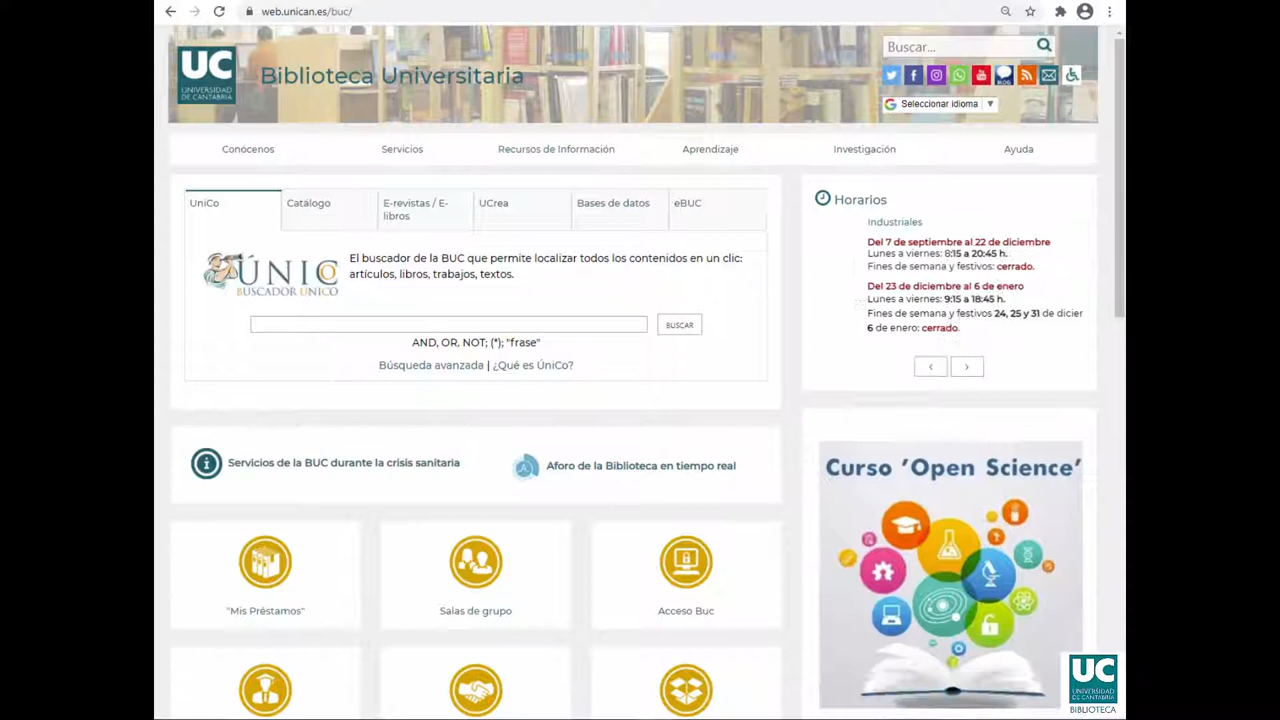 web.unican.es/buc/
UC
UNIVERSIDAD
DE CANTABRIA
Biblioteca Universitaria
Buscar...
BLOG
Seleccionar idioma
Conócenos
Servicios
Recursos de Información
Aprendizaje
Investigación
Ayuda
UniCo
Catálogo
E-revistas / E-
libros
UCrea
Bases de datos
eBUC
ÚNICO
BUSCADOR ÚNICO
El buscador de la BUC que permite localizar todos los contenidos en un clic:
artículos, libros, trabajos, textos.
BUSCAR
AND, OR, NOT; (*); "frase"
Búsqueda avanzada | ¿Qué es ÚniCo?
Horarios
Industriales
Del 7 de septiembre al 22 de diciembre
Lunes a viernes: 8:15 a 20:45 h.
Fines de semana y festivos: cerrado.
Del 23 de diciembre al 6 de enero
Lunes a viernes: 9:15 a 18:45 h.
Fines de semana y festivos 24, 25 y 31 de dicier
6 de enero: cerrado.
Servicios de la BUC durante la crisis sanitaria
Aforo de la Biblioteca en tiempo real
"Mis Préstamos"
Salas de grupo
Acceso Buc
Curso 'Open Science'
UC
UNIVERSIDAD
DE CANTABRIA
BIBLIOTECA